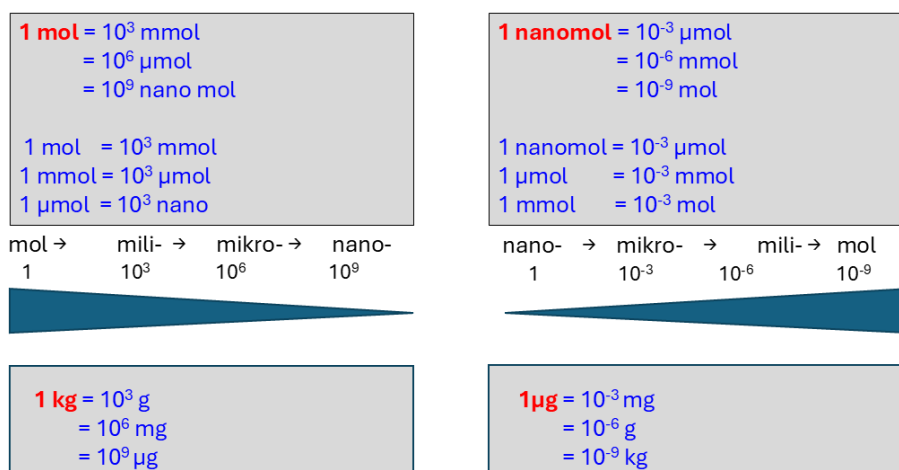 1 mol = 10³ mmol
= 10⁶ µmol
= 10⁹ nano mol
1 mol = 10³ mmol
1 mmol = 10³ µmol
1 µmol = 10³ nano
1 nanomol = 10⁻³ µmol
= 10⁻⁶ mmol
= 10⁻⁹ mol
1 nanomol = 10⁻³ µmol
1 µmol = 10⁻³ mmol
1 mmol = 10⁻³ mol
mol → mili- → mikro- → nano-
1 10³ 10⁶ 10⁹
nano- → mikro- → mili- → mol
1 10⁻³ 10⁻⁶ 10⁻⁹
1 kg = 10³ g
= 10⁶ mg
= 10⁹ µg
1µg = 10⁻³ mg
= 10⁻⁶ g
= 10⁻⁹ kg